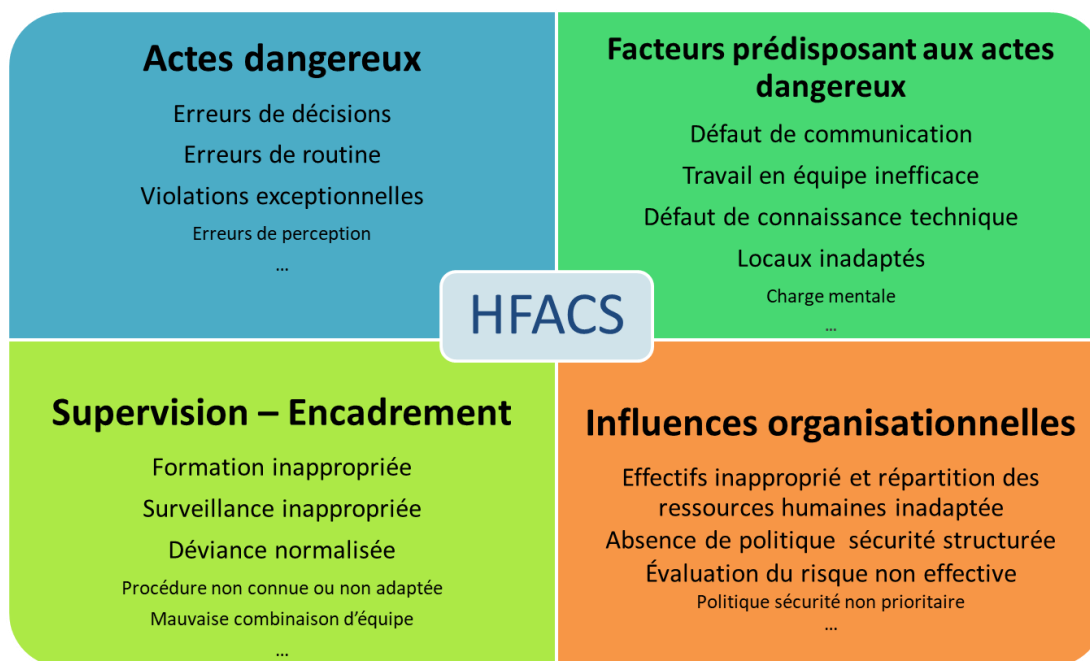 Actes dangereux
Erreurs de décisions
Erreurs de routine
Violations exceptionnelles
Erreurs de perception
...
Facteurs prédisposant aux actes
dangereux
Défaut de communication
Travail en équipe inefficace
Défaut de connaissance technique
Locaux inadaptés
Charge mentale
...
HFACS
Supervision – Encadrement
Formation inappropriée
Surveillance inappropriée
Déviance normalisée
Procédure non connue ou non adaptée
Mauvaise combinaison d'équipe
...
Influences organisationnelles
Effectifs inapproprié et répartition des
ressources humaines inadaptée
Absence de politique sécurité structurée
Évaluation du risque non effective
Politique sécurité non prioritaire
...